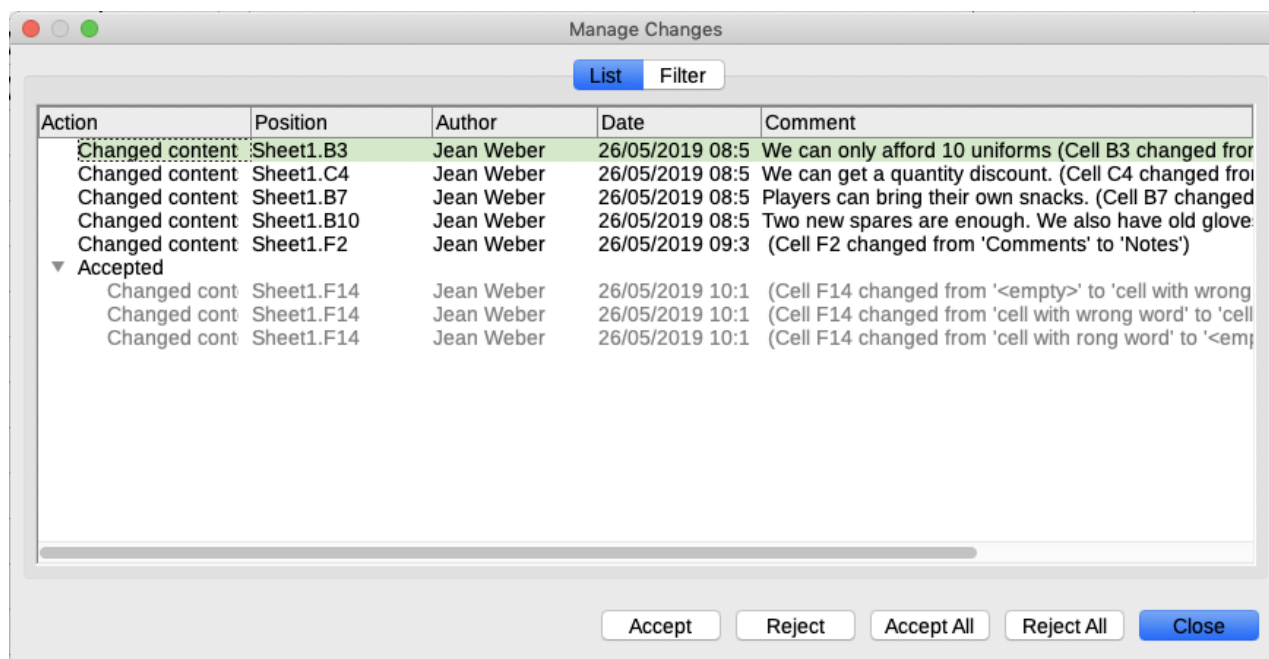 Manage Changes
List Filter
Action Position Author Date Comment
Changed content Sheet1.B3 Jean Weber 26/05/2019 08:5 We can only afford 10 uniforms (Cell B3 changed from
Changed content Sheet1.C4 Jean Weber 26/05/2019 08:5 We can get a quantity discount. (Cell C4 changed from
Changed content Sheet1.B7 Jean Weber 26/05/2019 08:5 Players can bring their own snacks. (Cell B7 changed
Changed content Sheet1.B10 Jean Weber 26/05/2019 08:5 Two new spares are enough. We also have old glove
Changed content Sheet1.F2 Jean Weber 26/05/2019 09:3 (Cell F2 changed from 'Comments' to 'Notes')
Accepted
Changed cont Sheet1.F14 Jean Weber 26/05/2019 10:1 (Cell F14 changed from '<empty>' to 'cell with wrong
Changed cont Sheet1.F14 Jean Weber 26/05/2019 10:1 (Cell F14 changed from 'cell with wrong word' to 'cell
Changed cont Sheet1.F14 Jean Weber 26/05/2019 10:1 (Cell F14 changed from 'cell with rong word' to '<em
Accept Reject Accept All Reject All Close